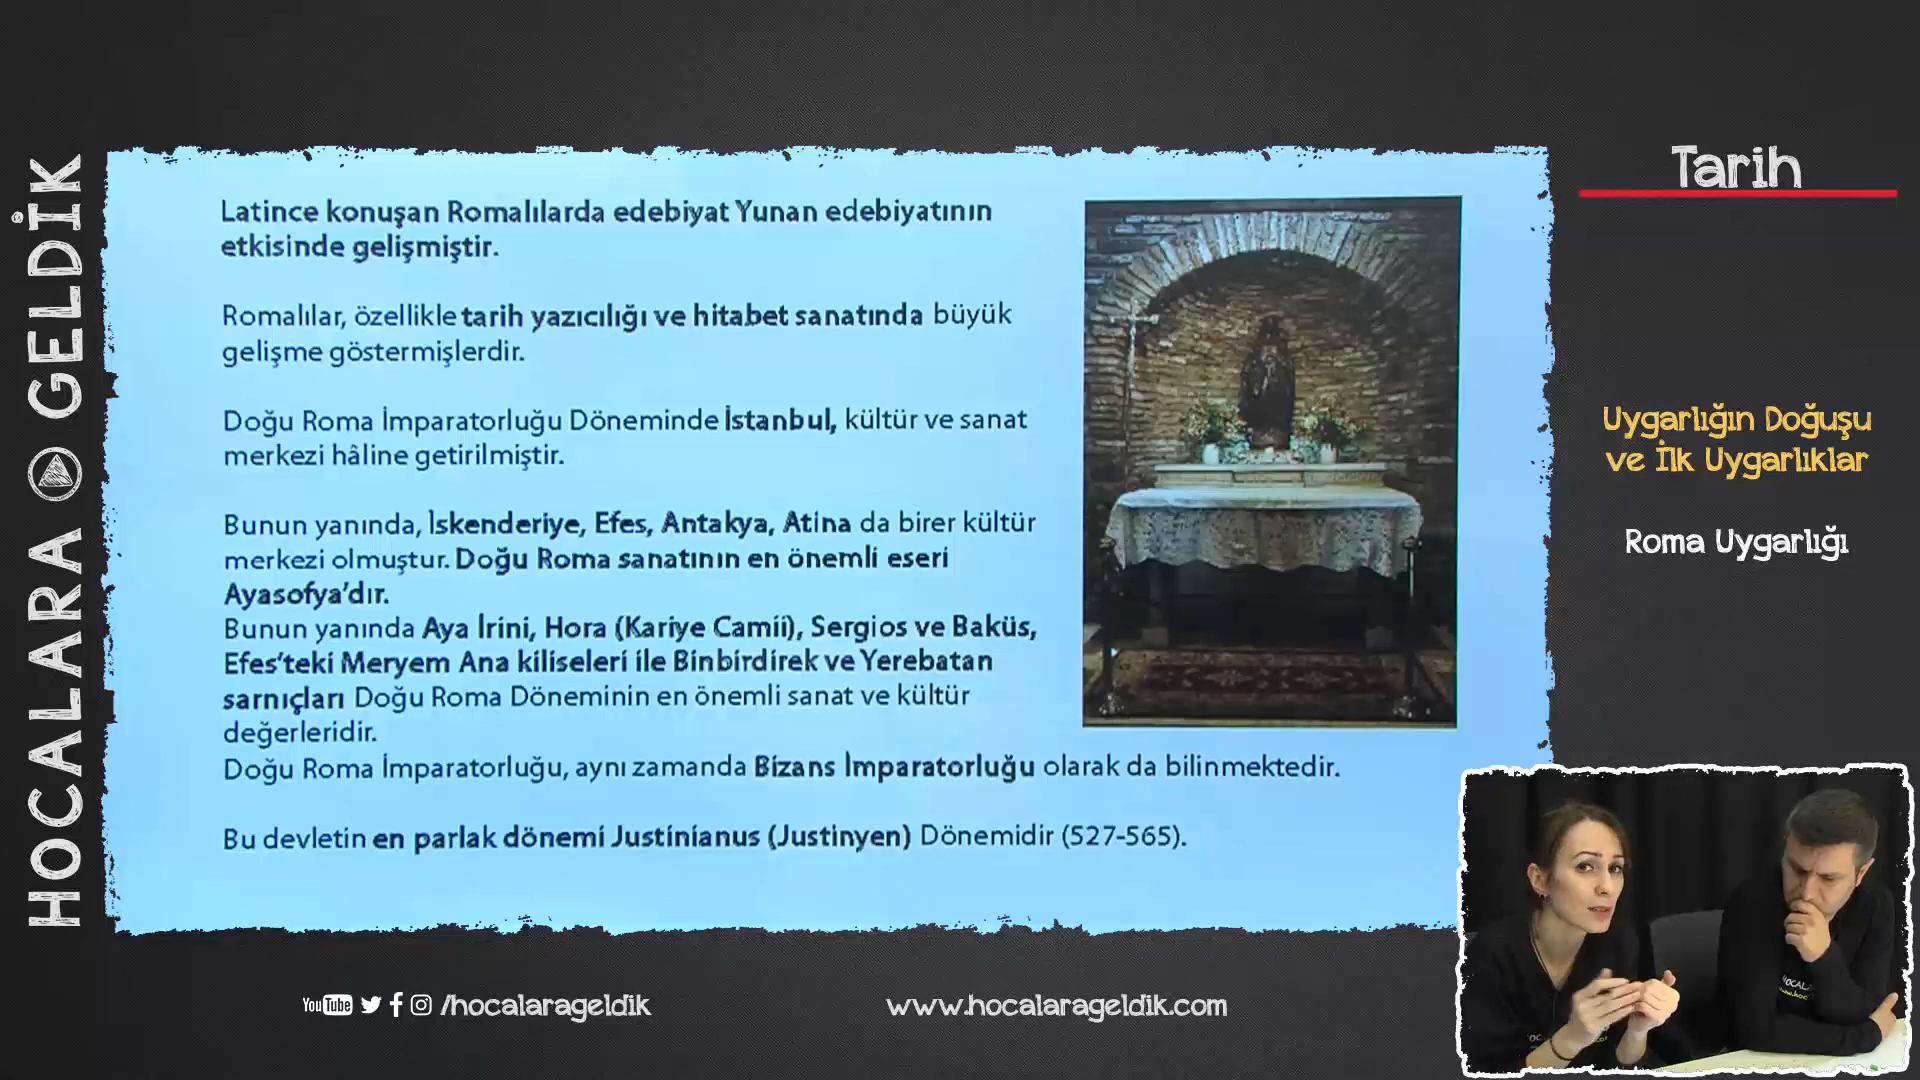 HOCALARA GELDİK
Tarih
Latince konuşan Romalılarda edebiyat Yunan edebiyatının
etkisinde gelişmiştir.
Romalılar, özellikle tarih yazıcılığı ve hitabet sanatında büyük
gelişme göstermişlerdir.
Doğu Roma İmparatorluğu Döneminde İstanbul, kültür ve sanat
merkezi hâline getirilmiştir.
Bunun yanında, İskenderiye, Efes, Antakya, Atina da birer kültür
merkezi olmuştur. Doğu Roma sanatının en önemli eseri
Ayasofya’dır.
Bunun yanında Aya İrini, Hora (Kariye Camii), Sergios ve Baküs,
Efes’teki Meryem Ana kiliseleri ile Binbirdirek ve Yerebatan
sarnıçları Doğu Roma Döneminin en önemli sanat ve kültür
değerleridir.
Doğu Roma İmparatorluğu, aynı zamanda Bizans İmparatorluğu olarak da bilinmektedir.
Bu devletin en parlak dönemi Justinianus (Justinyen) Dönemidir (527-565).
Uygarlığın Doğuşu
ve İlk Uygarlıklar
Roma Uygarlığı
YouTube /hocalarageldik
www.hocalarageldik.com